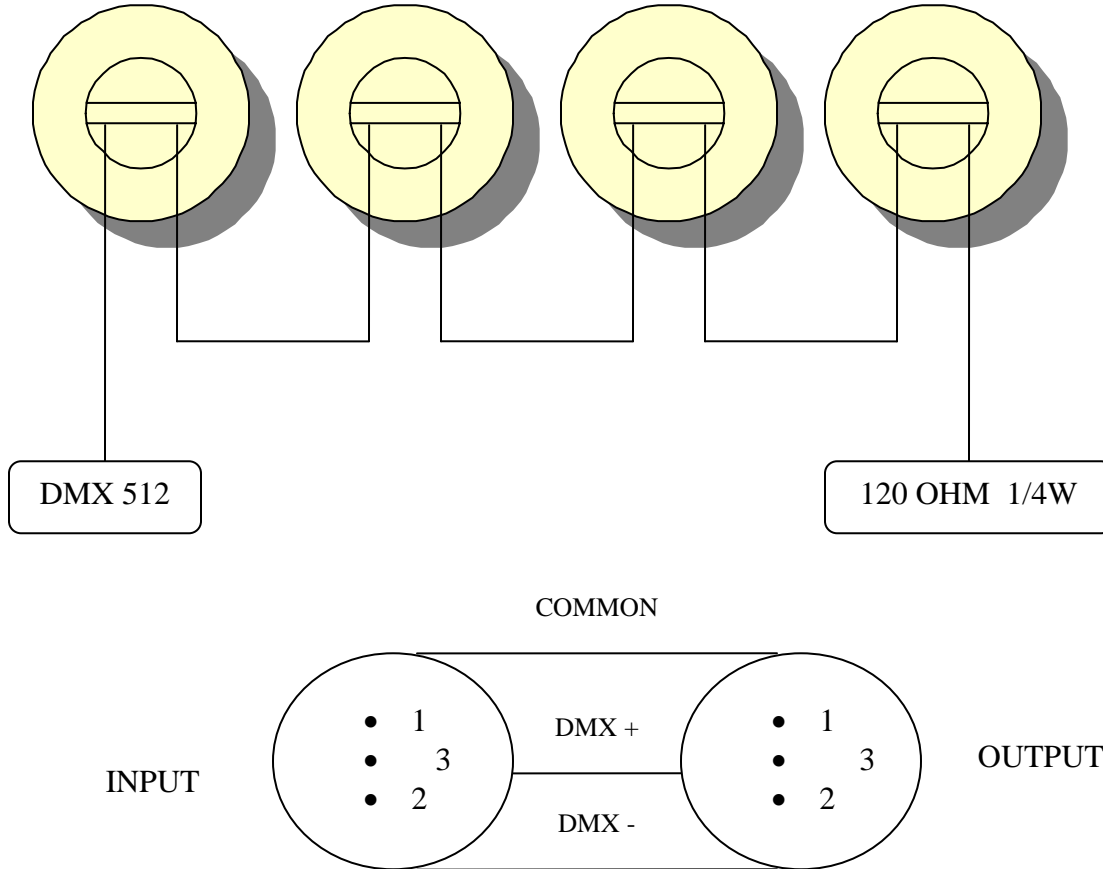 DMX 512
120 OHM 1/4W
COMMON
INPUT
• 1
• 3
• 2
DMX +
DMX -
• 1
• 3
• 2
OUTPUT